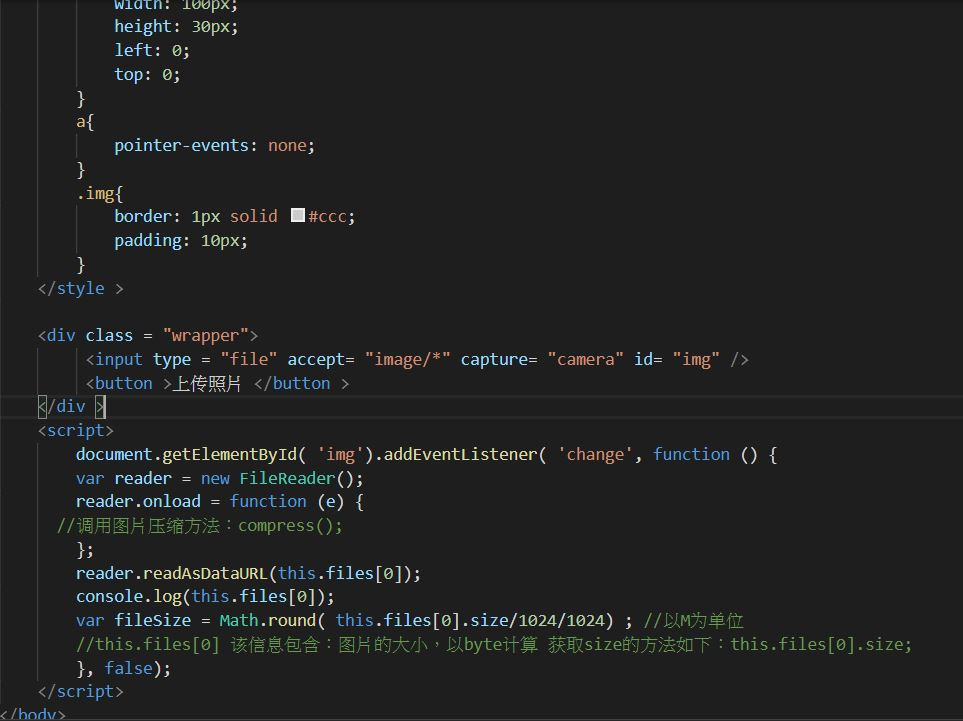 width: 100px;
height: 30px;
left: 0;
top: 0;
}
a{
pointer-events: none;
}
.img{
border: 1px solid #ccc;
padding: 10px;
}
</style >
<div class = "wrapper">
<input type = "file" accept= "image/*" capture= "camera" id= "img" />
<button >上传照片 </button >
</div >
<script>
document.getElementById( 'img').addEventListener( 'change', function () {
var reader = new FileReader();
reader.onload = function (e) {
//调用图片压缩方法：compress();
};
reader.readAsDataURL(this.files[0]);
console.log(this.files[0]);
var fileSize = Math.round( this.files[0].size/1024/1024) ; //以M为单位
//this.files[0] 该信息包含：图片的大小，以byte计算 获取size的方法如下：this.files[0].size;
}, false);
</script>
</body>